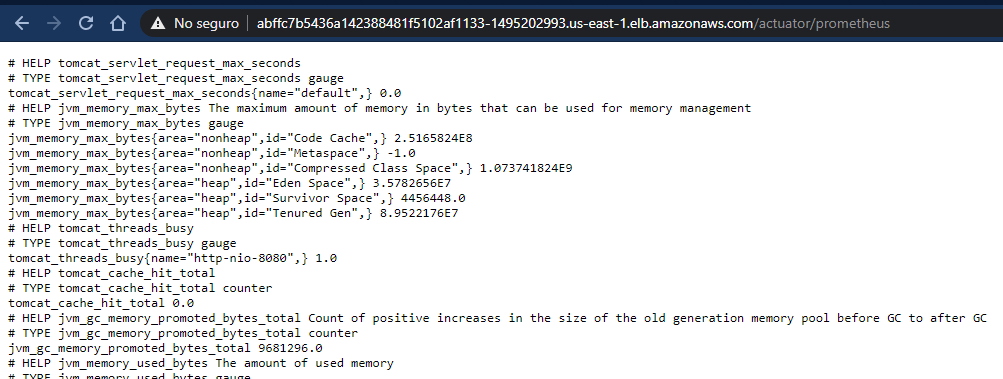 No seguro
abffc7b5436a142388481f5102af1133-1495202993.us-east-1.elb.amazonaws.com/actuator/prometheus
# HELP tomcat_servlet_request_max_seconds
# TYPE tomcat_servlet_request_max_seconds gauge
tomcat_servlet_request_max_seconds{name="default",} 0.0
# HELP jvm_memory_max_bytes The maximum amount of memory in bytes that can be used for memory management
# TYPE jvm_memory_max_bytes gauge
jvm_memory_max_bytes{area="nonheap",id="Code Cache",} 2.5165824E8
jvm_memory_max_bytes{area="nonheap",id="Metaspace",} -1.0
jvm_memory_max_bytes{area="nonheap",id="Compressed Class Space",} 1.073741824E9
jvm_memory_max_bytes{area="heap",id="Eden Space",} 3.5782656E7
jvm_memory_max_bytes{area="heap",id="Survivor Space",} 4456448.0
jvm_memory_max_bytes{area="heap",id="Tenured Gen",} 8.9522176E7
# HELP tomcat_threads_busy
# TYPE tomcat_threads_busy gauge
tomcat_threads_busy{name="http-nio-8080",} 1.0
# HELP tomcat_cache_hit_total
# TYPE tomcat_cache_hit_total counter
tomcat_cache_hit_total 0.0
# HELP jvm_gc_memory_promoted_bytes_total Count of positive increases in the size of the old generation memory pool before GC to after GC
# TYPE jvm_gc_memory_promoted_bytes_total counter
jvm_gc_memory_promoted_bytes_total 9681296.0
# HELP jvm_memory_used_bytes The amount of used memory
# TYPE jvm_memory_used_bytes gauge